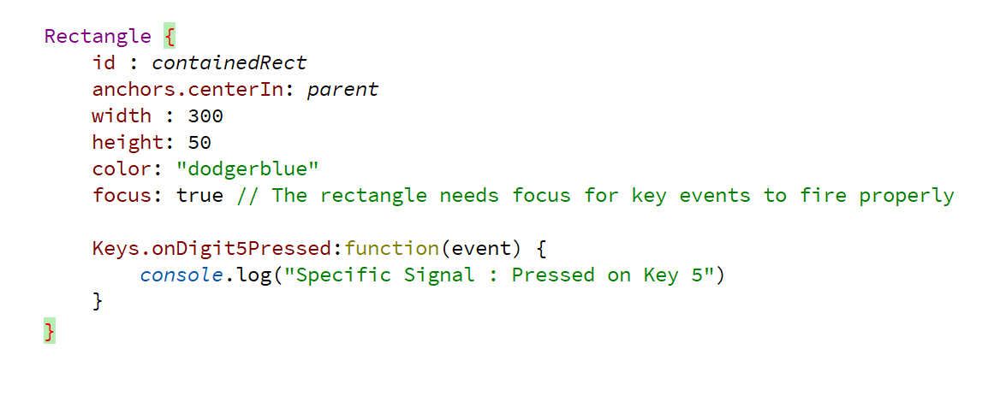 Rectangle {
    id : containedRect
    anchors.centerIn: parent
    width : 300
    height: 50
    color: "dodgerblue"
    focus: true // The rectangle needs focus for key events to fire properly

    Keys.onDigit5Pressed:function(event) {
        console.log("Specific Signal : Pressed on Key 5")
    }
}